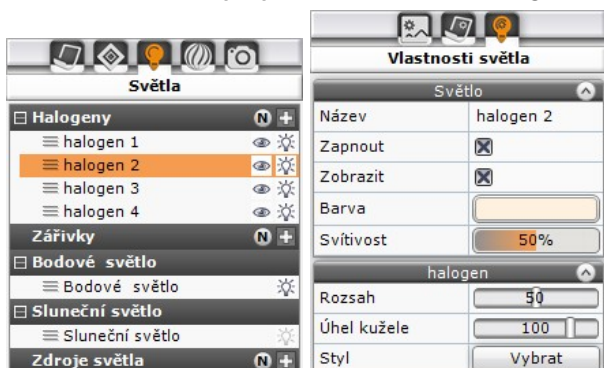 Světla
Halogeny N
halogen 1
halogen 2
halogen 3
halogen 4
Zářivky N
Bodové světlo
Bodové světlo
Sluneční světlo
Sluneční světlo
Zdroje světla N
Vlastnosti světla
Světlo
Název halogen 2
Zapnout
Zobrazit
Barva
Svítivost 50%
halogen
Rozsah 50
Úhel kužele 100
Styl Vybrat